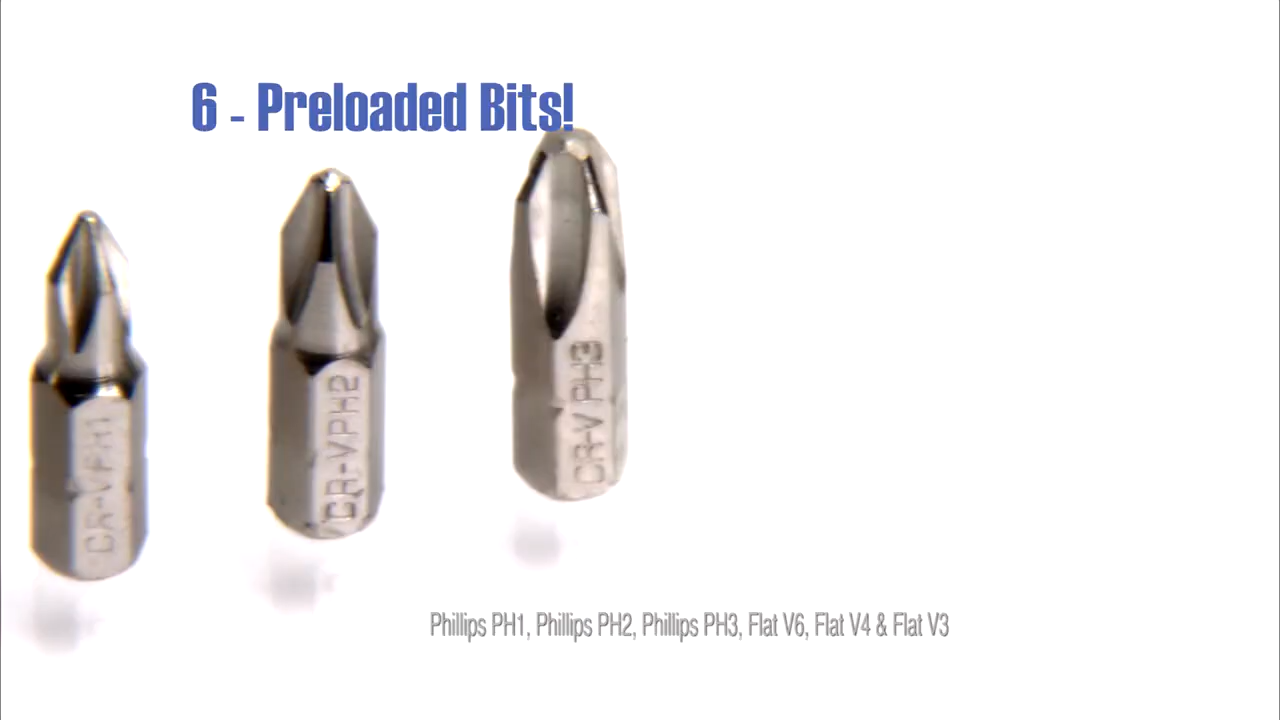 6 - Preloaded Bits!
CR-V PH1
CR-V PH2
CR-V PH3
Phillips PH1, Phillips PH2, Phillips PH3, Flat V6, Flat V4 & Flat V3